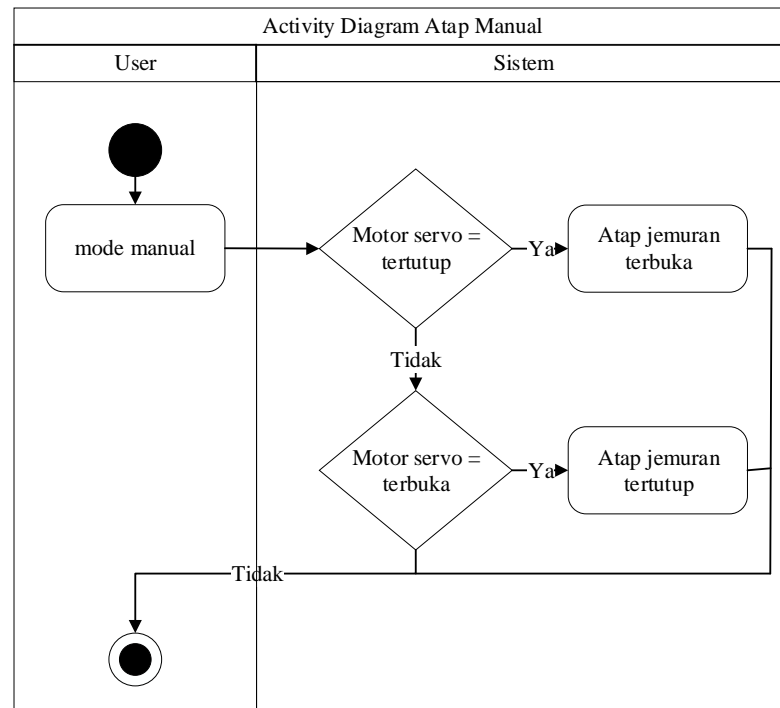 Activity Diagram Atap Manual
User
Sistem
mode manual
Motor servo =
tertutup
Ya
Atap jemuran
terbuka
Tidak
Motor servo =
terbuka
Ya
Atap jemuran
tertutup
Tidak